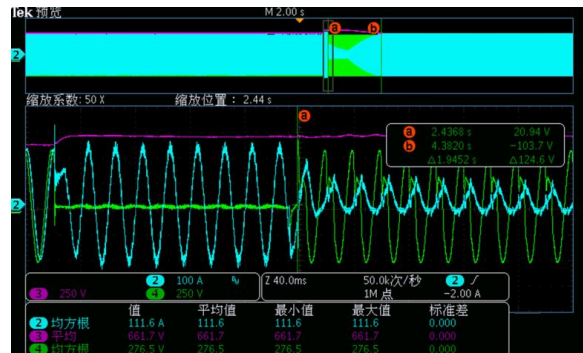 Tek 预览 M 2.00 s
a b
2
缩放系数: 50 X 缩放位置： 2.44 s
a
a 2.4368 s 20.94 V
b 4.3820 s -103.7 V
△1.9452 s △124.6 V
2
2 100 A Z 40.0ms 50.0k次/秒 2
3 250 V 4 250 V 1M 点 -2.00 A
值 平均值 最小值 最大值 标准差
2 均方根 111.6 A 111.6 111.6 111.6 0.000
3 平均 661.7 V 661.7 661.7 661.7 0.000
4 均方根 276.5 V 276.5 276.5 276.5 0.000